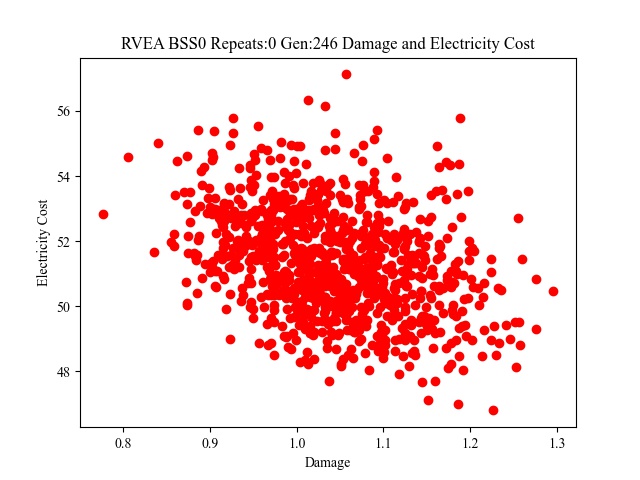 RVEA BSS0 Repeats:0 Gen:246 Damage and Electricity Cost
Electricity Cost
56
54
52
50
48
0.8 0.9 1.0 1.1 1.2 1.3
Damage